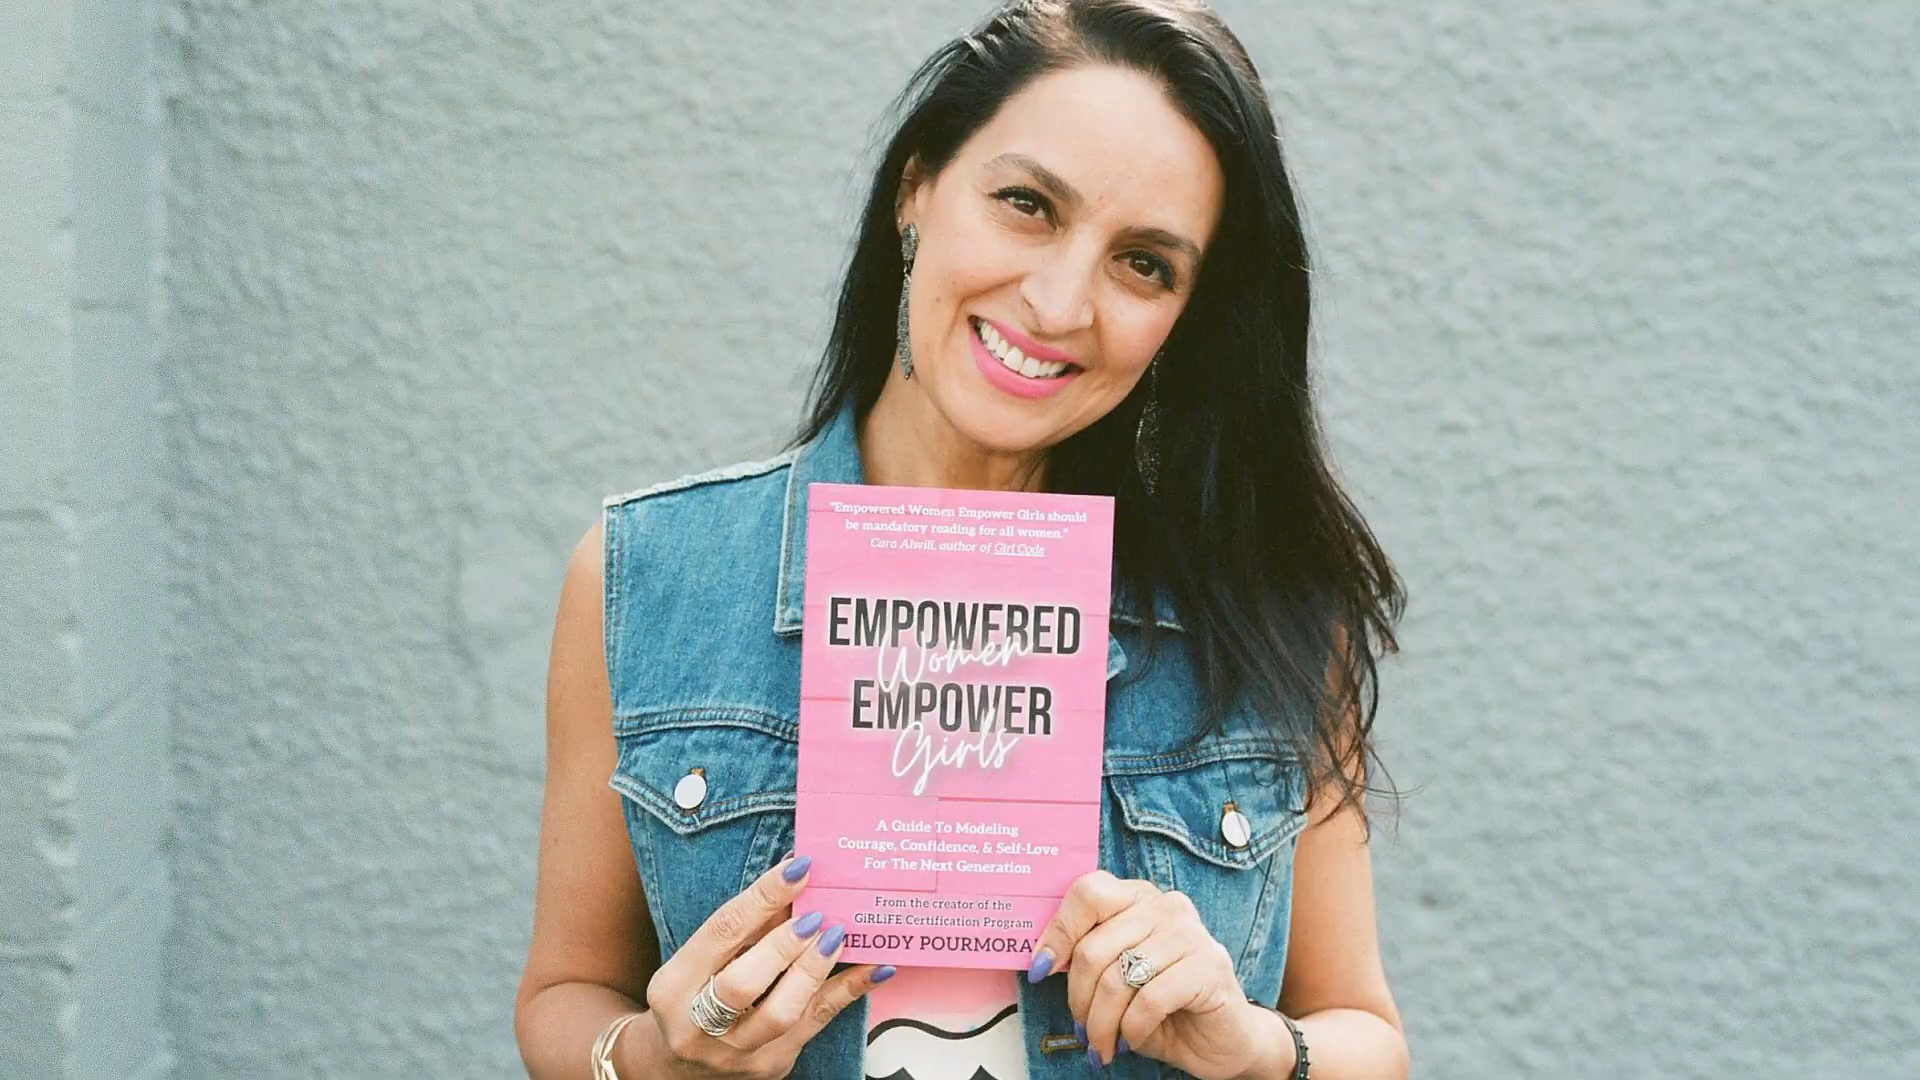 "Empowered Women Empower Girls should
be mandatory reading for all women."
Cara Alwill, author of Girl Code
EMPOWERED
Women
EMPOWER
Girls
A Guide To Modeling
Courage, Confidence, & Self-Love
For The Next Generation
From the creator of the
GiRLiFE Certification Program
MELODY POURMORA